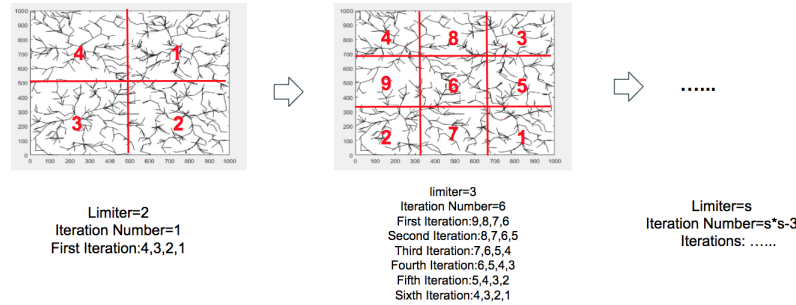 1000
900
800
700
600
500
400
300
200
100
0
0 100 200 300 400 500 600 700 800 900 1000
4 1
3 2
Limiter=2
Iteration Number=1
First Iteration:4,3,2,1
1000
900
800
700
600
500
400
300
200
100
0
0 100 200 300 400 500 600 700 800 900 1000
4 8 3
9 6 5
2 7 1
limiter=3
Iteration Number=6
First Iteration:9,8,7,6
Second Iteration:8,7,6,5
Third Iteration:7,6,5,4
Fourth Iteration:6,5,4,3
Fifth Iteration:5,4,3,2
Sixth Iteration:4,3,2,1
......
Limiter=s
Iteration Number=s*s-3
Iterations: ......